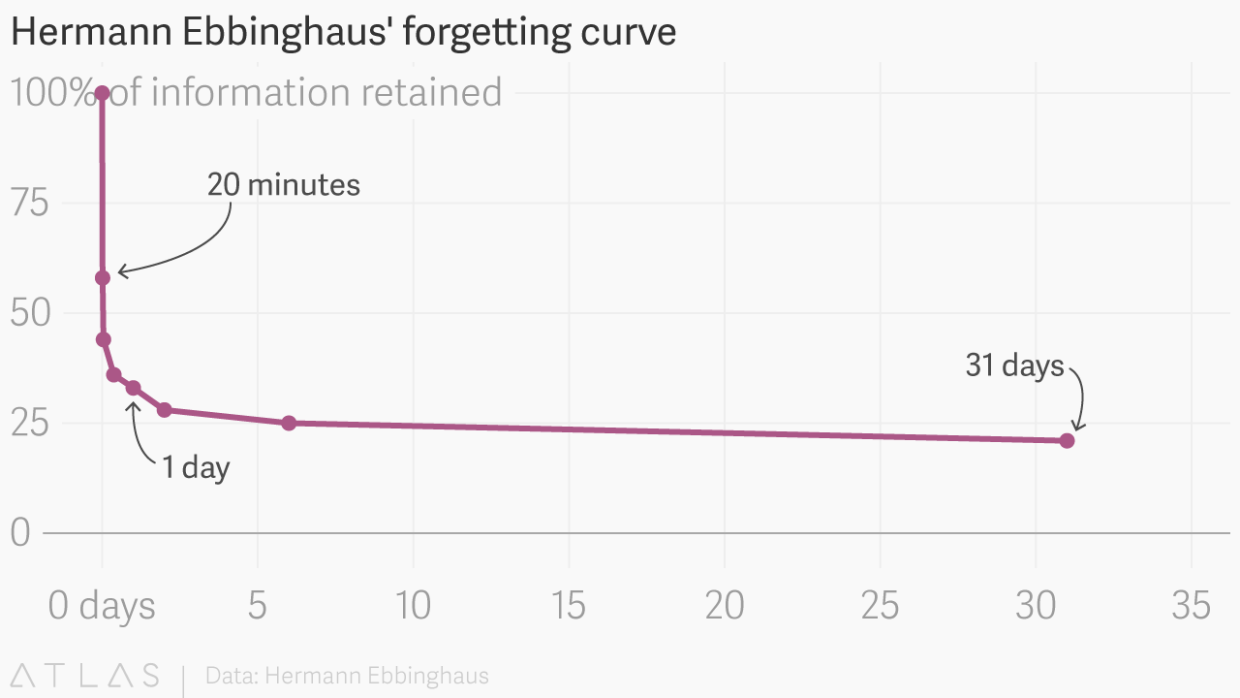 Hermann Ebbinghaus' forgetting curve
100% of information retained
20 minutes
75
50
31 days
25
1 day
0
0 days 5 10 15 20 25 30 35
ATLAS | Data: Hermann Ebbinghaus